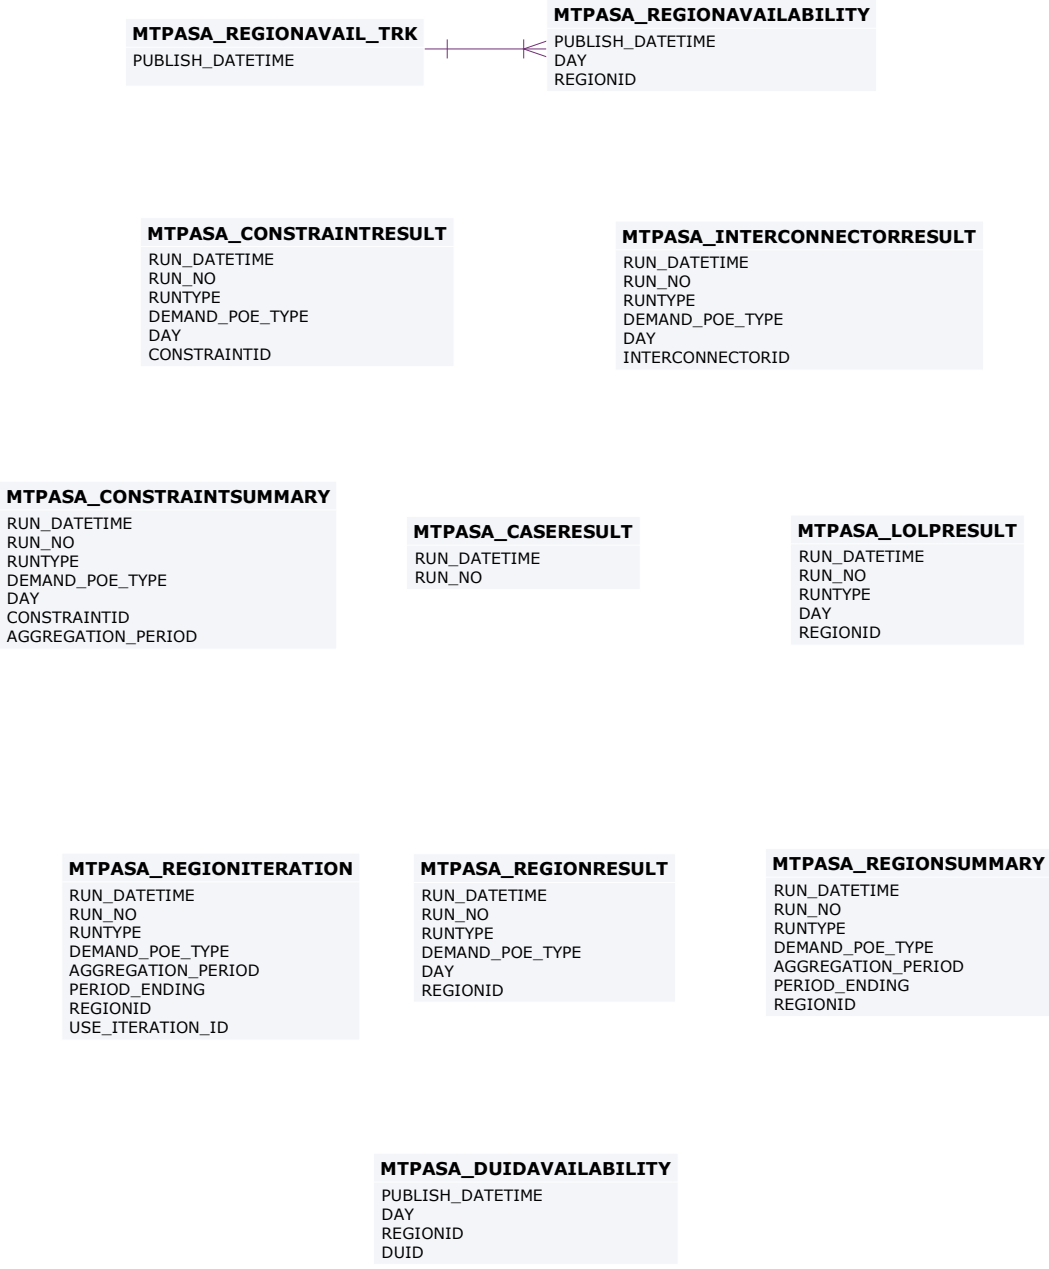 MTPASA_REGIONAVAIL_TRK
PUBLISH_DATETIME
MTPASA_REGIONAVAILABILITY
PUBLISH_DATETIME
DAY
REGIONID
MTPASA_CONSTRAINTRESULT
RUN_DATETIME
RUN_NO
RUNTYPE
DEMAND_POE_TYPE
DAY
CONSTRAINTID
MTPASA_INTERCONNECTORRESULT
RUN_DATETIME
RUN_NO
RUNTYPE
DEMAND_POE_TYPE
DAY
INTERCONNECTORID
MTPASA_CONSTRAINTSUMMARY
RUN_DATETIME
RUN_NO
RUNTYPE
DEMAND_POE_TYPE
DAY
CONSTRAINTID
AGGREGATION_PERIOD
MTPASA_CASERESULT
RUN_DATETIME
RUN_NO
MTPASA_LOLPRESULT
RUN_DATETIME
RUN_NO
RUNTYPE
DAY
REGIONID
MTPASA_REGIONITERATION
RUN_DATETIME
RUN_NO
RUNTYPE
DEMAND_POE_TYPE
AGGREGATION_PERIOD
PERIOD_ENDING
REGIONID
USE_ITERATION_ID
MTPASA_REGIONRESULT
RUN_DATETIME
RUN_NO
RUNTYPE
DEMAND_POE_TYPE
DAY
REGIONID
MTPASA_REGIONSUMMARY
RUN_DATETIME
RUN_NO
RUNTYPE
DEMAND_POE_TYPE
AGGREGATION_PERIOD
PERIOD_ENDING
REGIONID
MTPASA_DUIDAVAILABILITY
PUBLISH_DATETIME
DAY
REGIONID
DUID